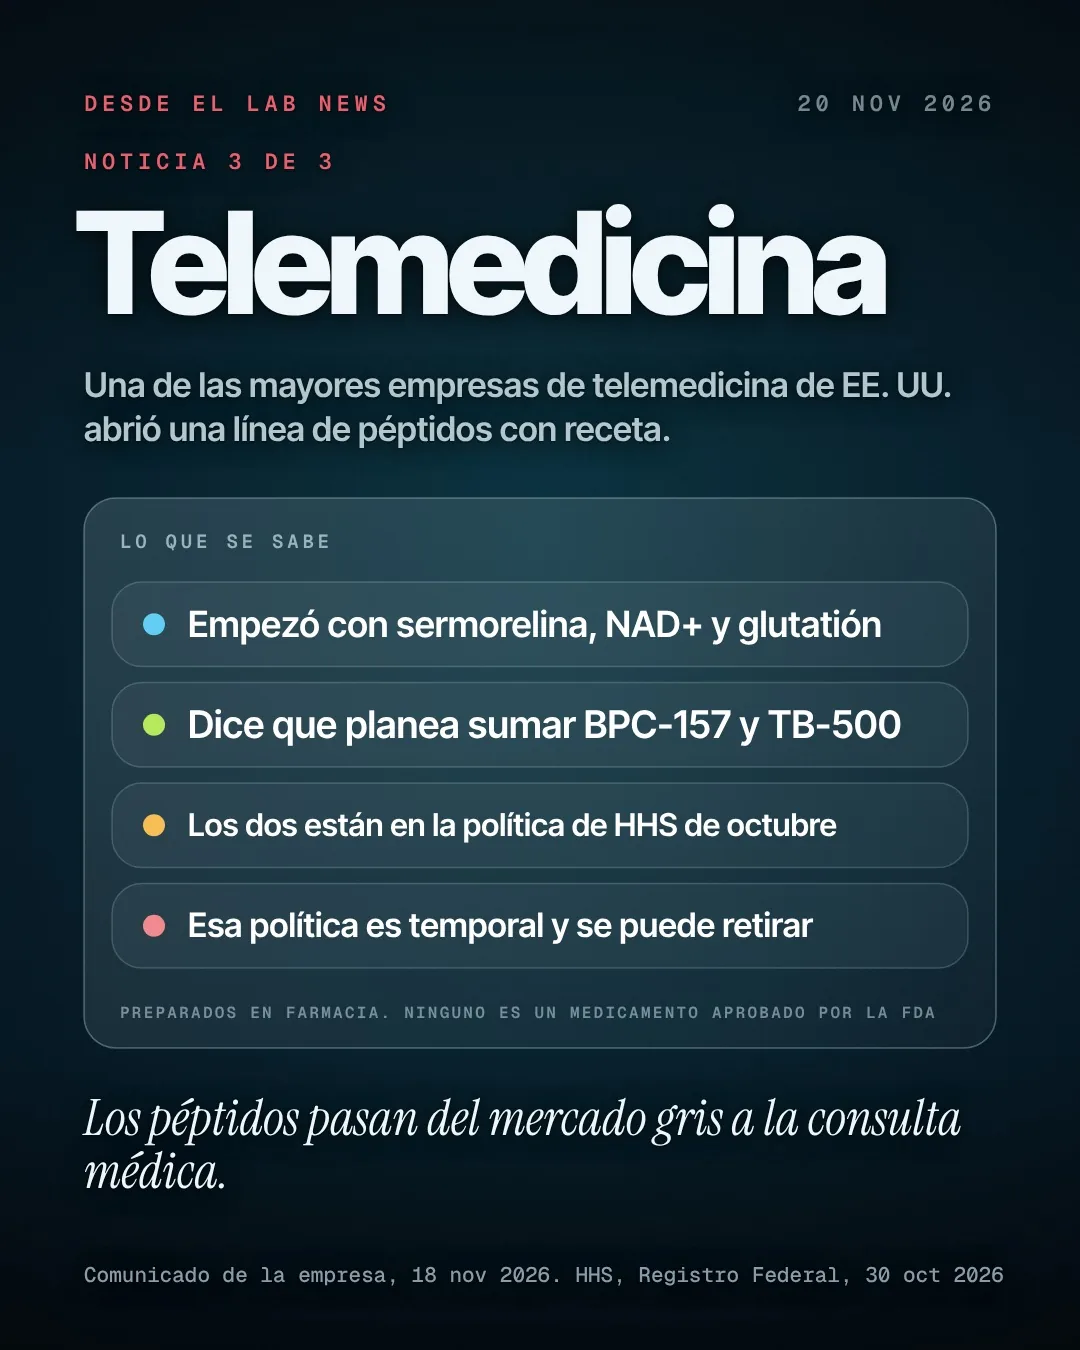 DESDE EL LAB NEWS
20 NOV 2026
NOTICIA 3 DE 3
Telemedicina
Una de las mayores empresas de telemedicina de EE. UU.
abrió una línea de péptidos con receta.
LO QUE SE SABE
Empezó con sermorelina, NAD+ y glutatión
Dice que planea sumar BPC-157 y TB-500
Los dos están en la política de HHS de octubre
Esa política es temporal y se puede retirar
PREPARADOS EN FARMACIA. NINGUNO ES UN MEDICAMENTO APROBADO POR LA FDA
Los péptidos pasan del mercado gris a la consulta
médica.
Comunicado de la empresa, 18 nov 2026. HHS, Registro Federal, 30 oct 2026